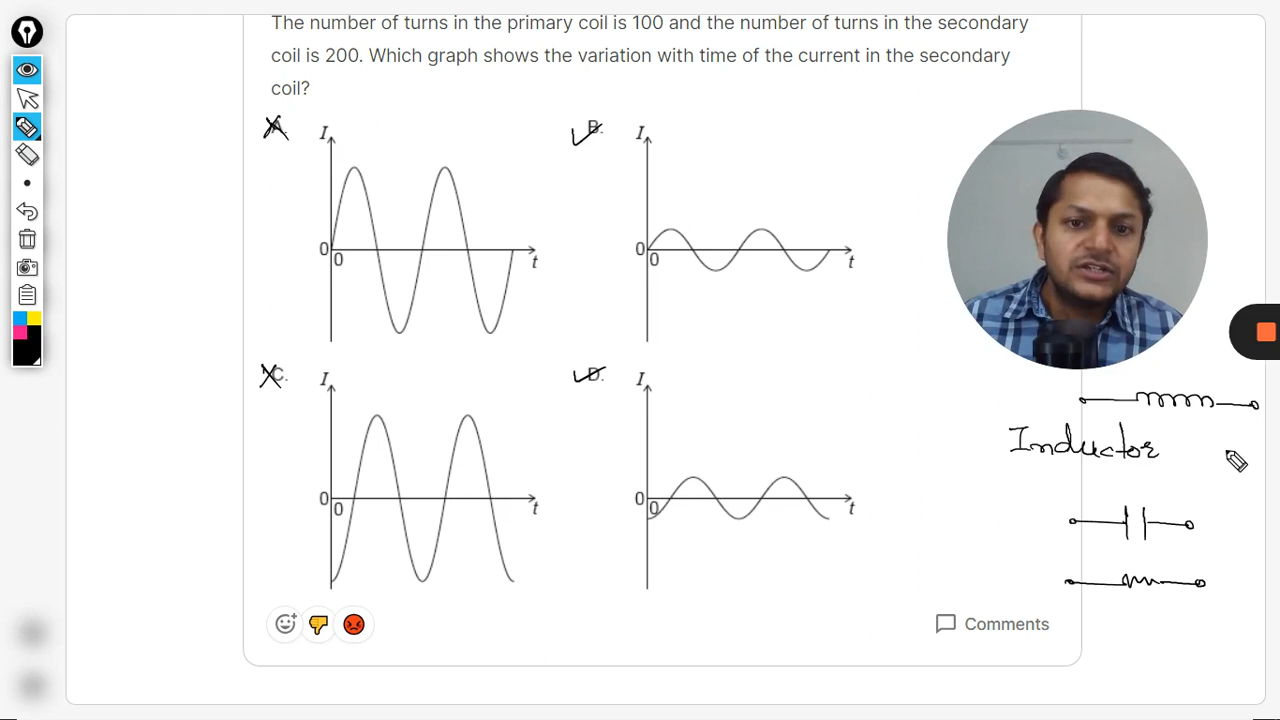 The number of turns in the primary coil is 100 and the number of turns in the secondary
coil is 200. Which graph shows the variation with time of the current in the secondary
coil?
A. B.
I I
0 0
0 t 0 t
C. D.
I I
0 0
0 t 0 t
Inductor
Comments